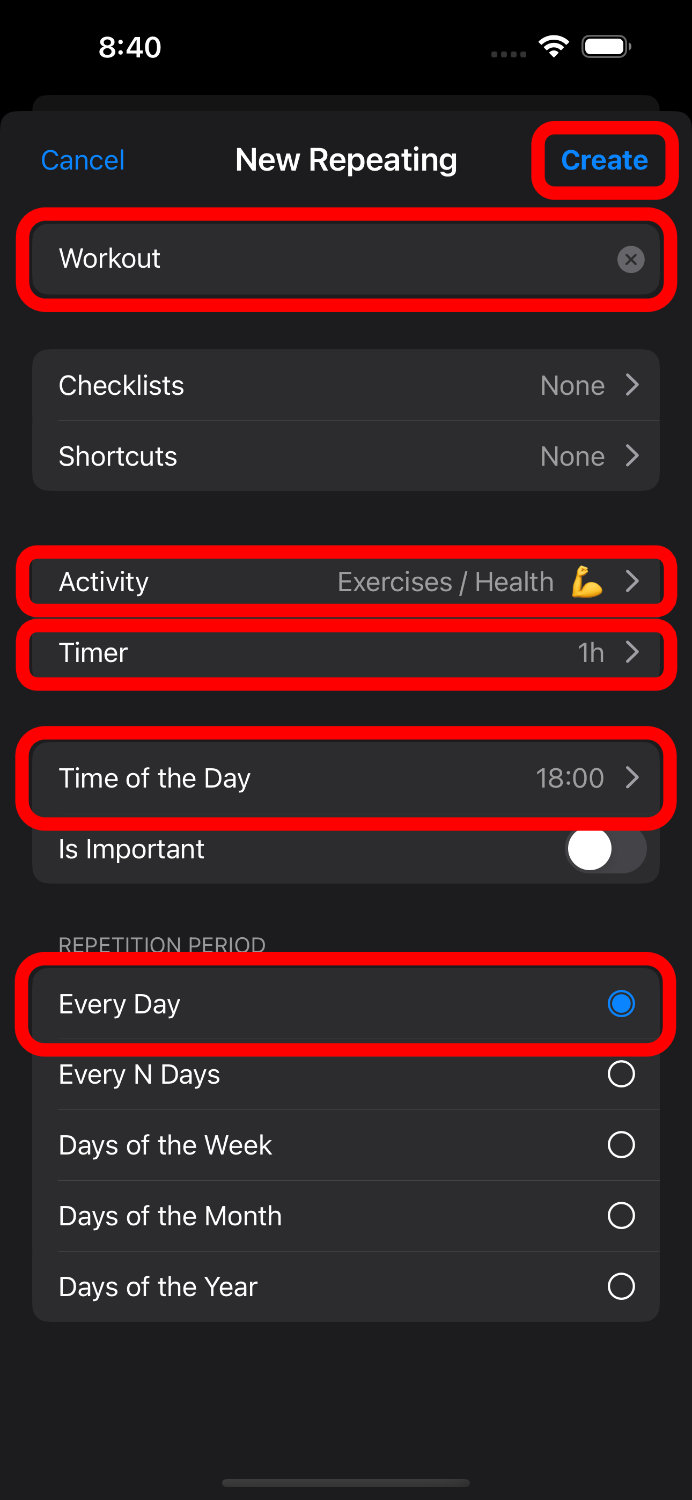 8:40
Cancel New Repeating Create
Workout
Checklists None
Shortcuts None
Activity Exercises / Health 💪
Timer 1h
Time of the Day 18:00
Is Important
REPETITION PERIOD
Every Day
Every N Days
Days of the Week
Days of the Month
Days of the Year